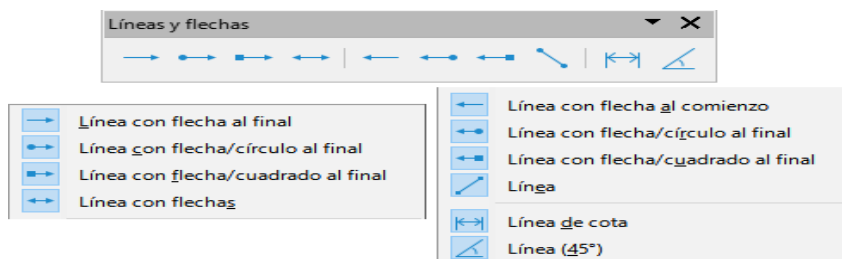 Líneas y flechas
Línea con flecha al final
Línea con flecha/círculo al final
Línea con flecha/cuadrado al final
Línea con flechas
Línea con flecha al comienzo
Línea con flecha/círculo al final
Línea con flecha/cuadrado al final
Línea
Línea de cota
Línea (45°)